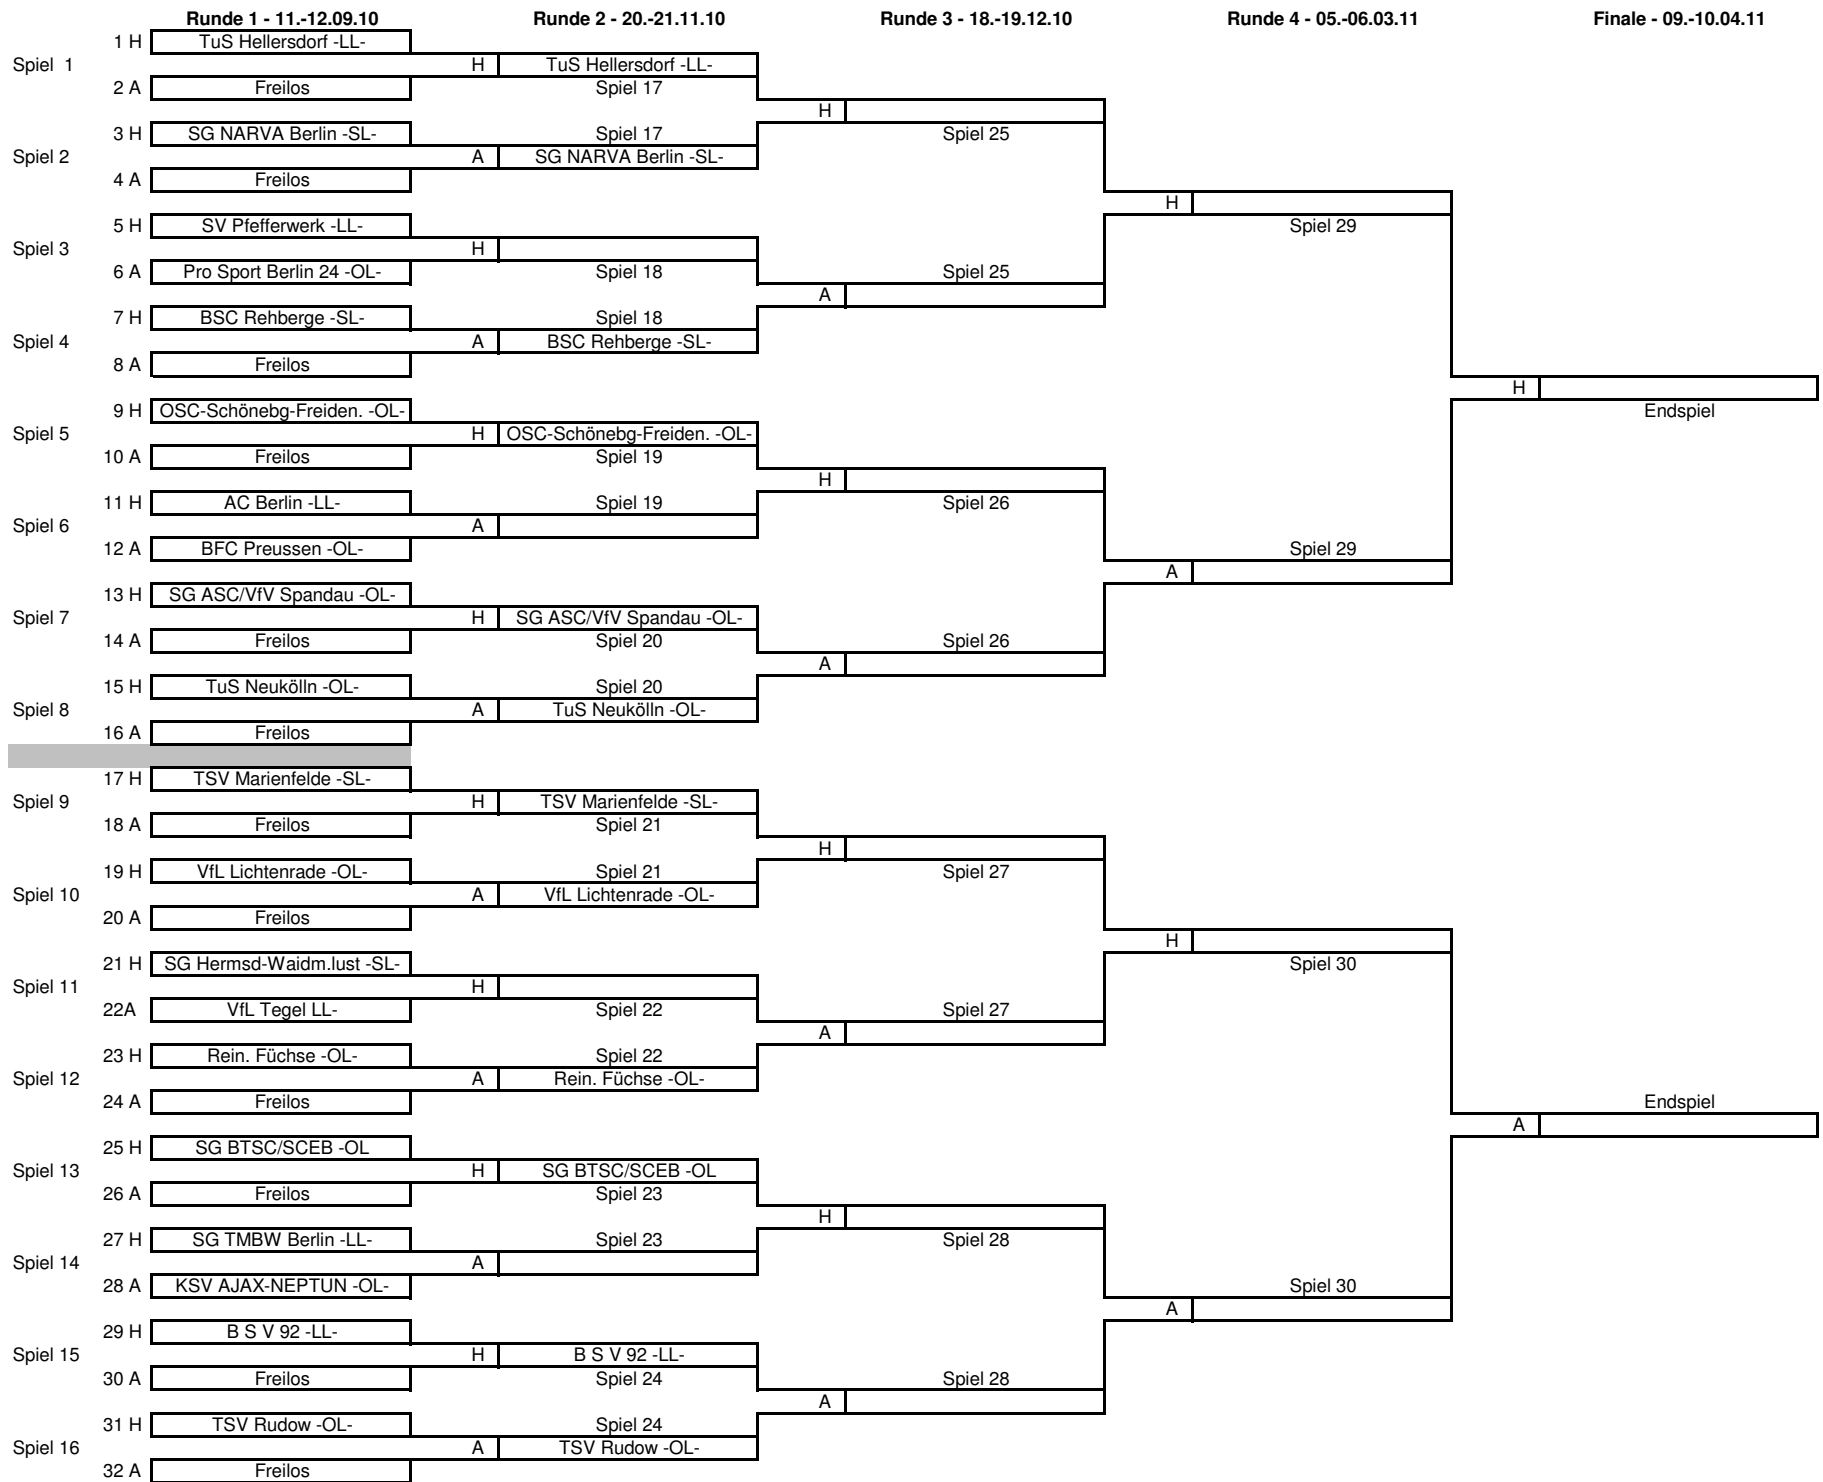 Runde 1 - 11.-12.09.10 Runde 2 - 20.-21.11.10 Runde 3 - 18.-19.12.10 Runde 4 - 05.-06.03.11 Finale - 09.-10.04.11
1 H TuS Hellersdorf -LL-
Spiel 1 H TuS Hellersdorf -LL-
2 A Freilos Spiel 17
H
3 H SG NARVA Berlin -SL- Spiel 17 Spiel 25
Spiel 2 A SG NARVA Berlin -SL-
4 A Freilos
H
5 H SV Pfefferwerk -LL- Spiel 29
Spiel 3 H
6 A Pro Sport Berlin 24 -OL- Spiel 18 Spiel 25
A
7 H BSC Rehberge -SL- Spiel 18
Spiel 4 A BSC Rehberge -SL-
8 A Freilos
H
9 H OSC-Schönebg-Freiden. -OL- Endspiel
Spiel 5 H OSC-Schönebg-Freiden. -OL-
10 A Freilos Spiel 19
H
11 H AC Berlin -LL- Spiel 19 Spiel 26
Spiel 6 A
12 A BFC Preussen -OL- Spiel 29
A
13 H SG ASC/VfV Spandau -OL-
Spiel 7 H SG ASC/VfV Spandau -OL-
14 A Freilos Spiel 20 Spiel 26
A
15 H TuS Neukölln -OL- Spiel 20
Spiel 8 A TuS Neukölln -OL-
16 A Freilos
17 H TSV Marienfelde -SL-
Spiel 9 H TSV Marienfelde -SL-
18 A Freilos Spiel 21
H
19 H VfL Lichtenrade -OL- Spiel 21 Spiel 27
Spiel 10 A VfL Lichtenrade -OL-
20 A Freilos
H
21 H SG Hermsd-Waidm.lust -SL- Spiel 30
Spiel 11 H
22A VfL Tegel LL- Spiel 22 Spiel 27
A
23 H Rein. Füchse -OL- Spiel 22
Spiel 12 A Rein. Füchse -OL-
24 A Freilos Endspiel
A
25 H SG BTSC/SCEB -OL
Spiel 13 H SG BTSC/SCEB -OL
26 A Freilos Spiel 23
H
27 H SG TMBW Berlin -LL- Spiel 23 Spiel 28
Spiel 14 A
28 A KSV AJAX-NEPTUN -OL- Spiel 30
A
29 H B S V 92 -LL-
Spiel 15 H B S V 92 -LL-
30 A Freilos Spiel 24 Spiel 28
A
31 H TSV Rudow -OL- Spiel 24
Spiel 16 A TSV Rudow -OL-
32 A Freilos